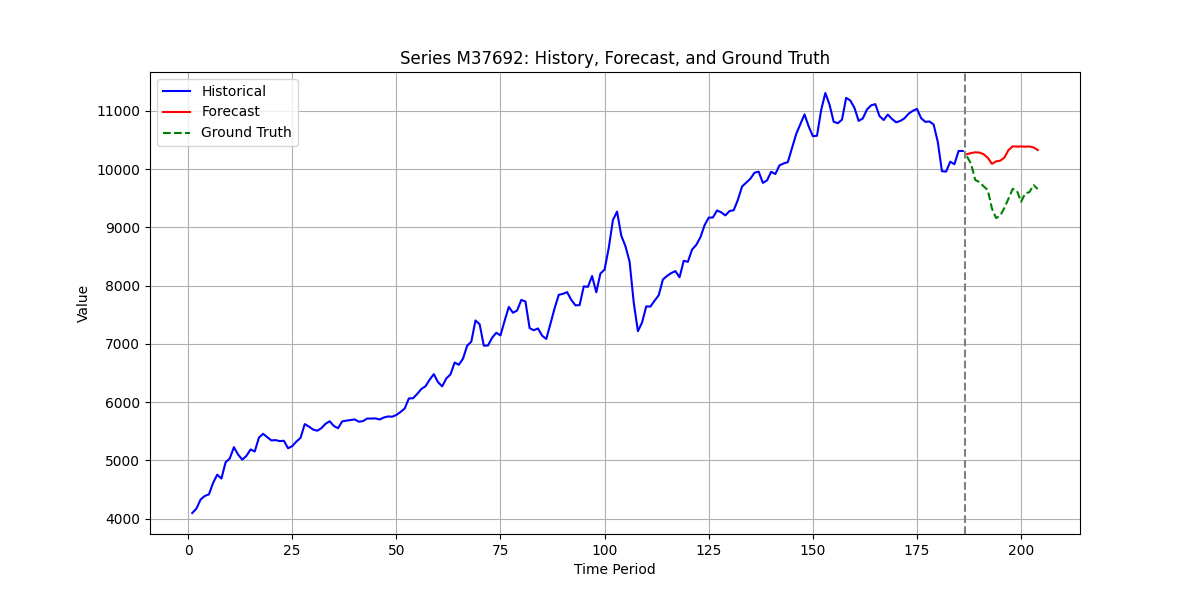 Series M37692: History, Forecast, and Ground Truth
Historical
Forecast
Ground Truth
11000
10000
9000
8000
7000
6000
5000
4000
Value
0 25 50 75 100 125 150 175 200
Time Period